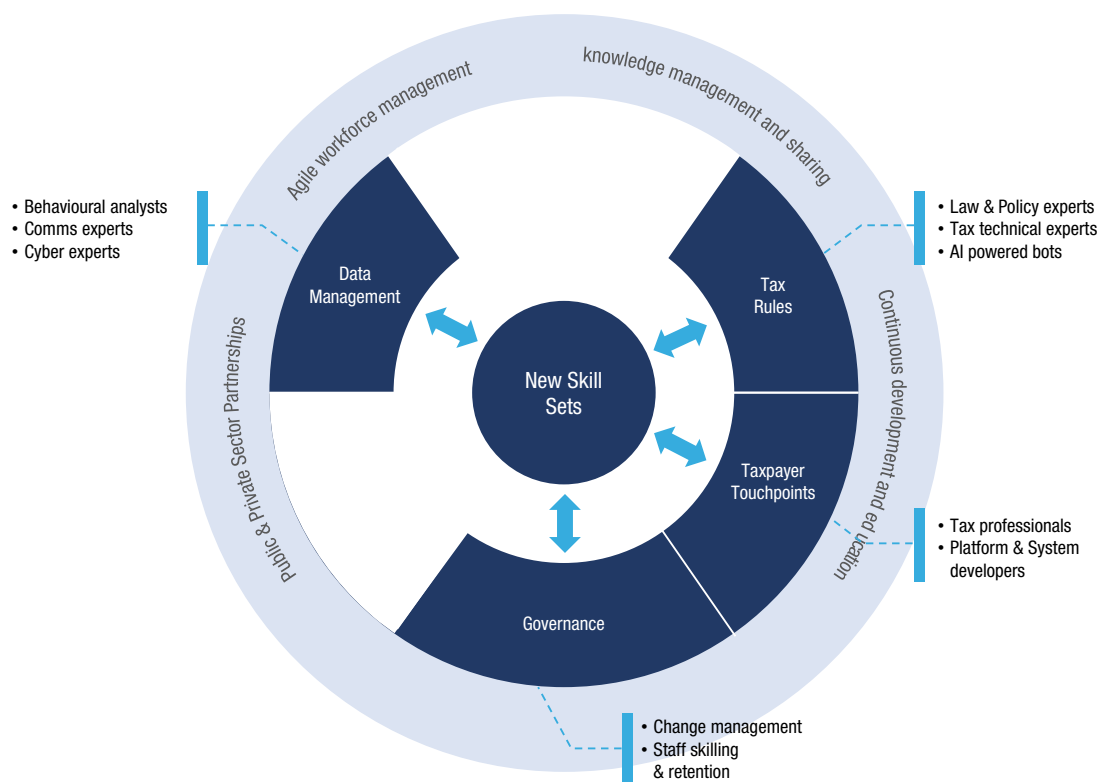 knowledge management and sharing
Agile workforce management
• Behavioural analysts
• Comms experts
• Cyber experts
• Law & Policy experts
• Tax technical experts
• AI powered bots
Data
Management
Tax
Rules
Public & Private Sector Partnerships
Continuous development and ed ucation
New Skill
Sets
Taxpayer
Touchpoints
• Tax professionals
• Platform & System
developers
Governance
• Change management
• Staff skilling
& retention